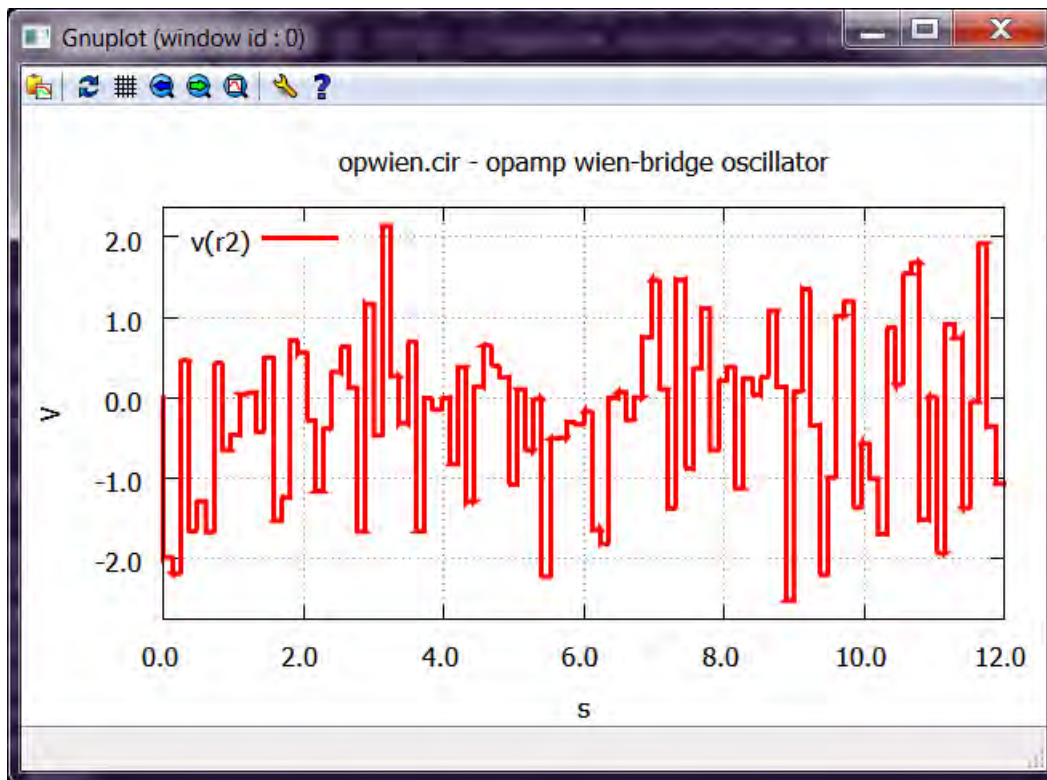 Gnuplot (window id : 0)
opwien.cir - opamp wien-bridge oscillator
v(r2)
2.0
1.0
0.0
-1.0
-2.0
V
0.0 2.0 4.0 6.0 8.0 10.0 12.0
s